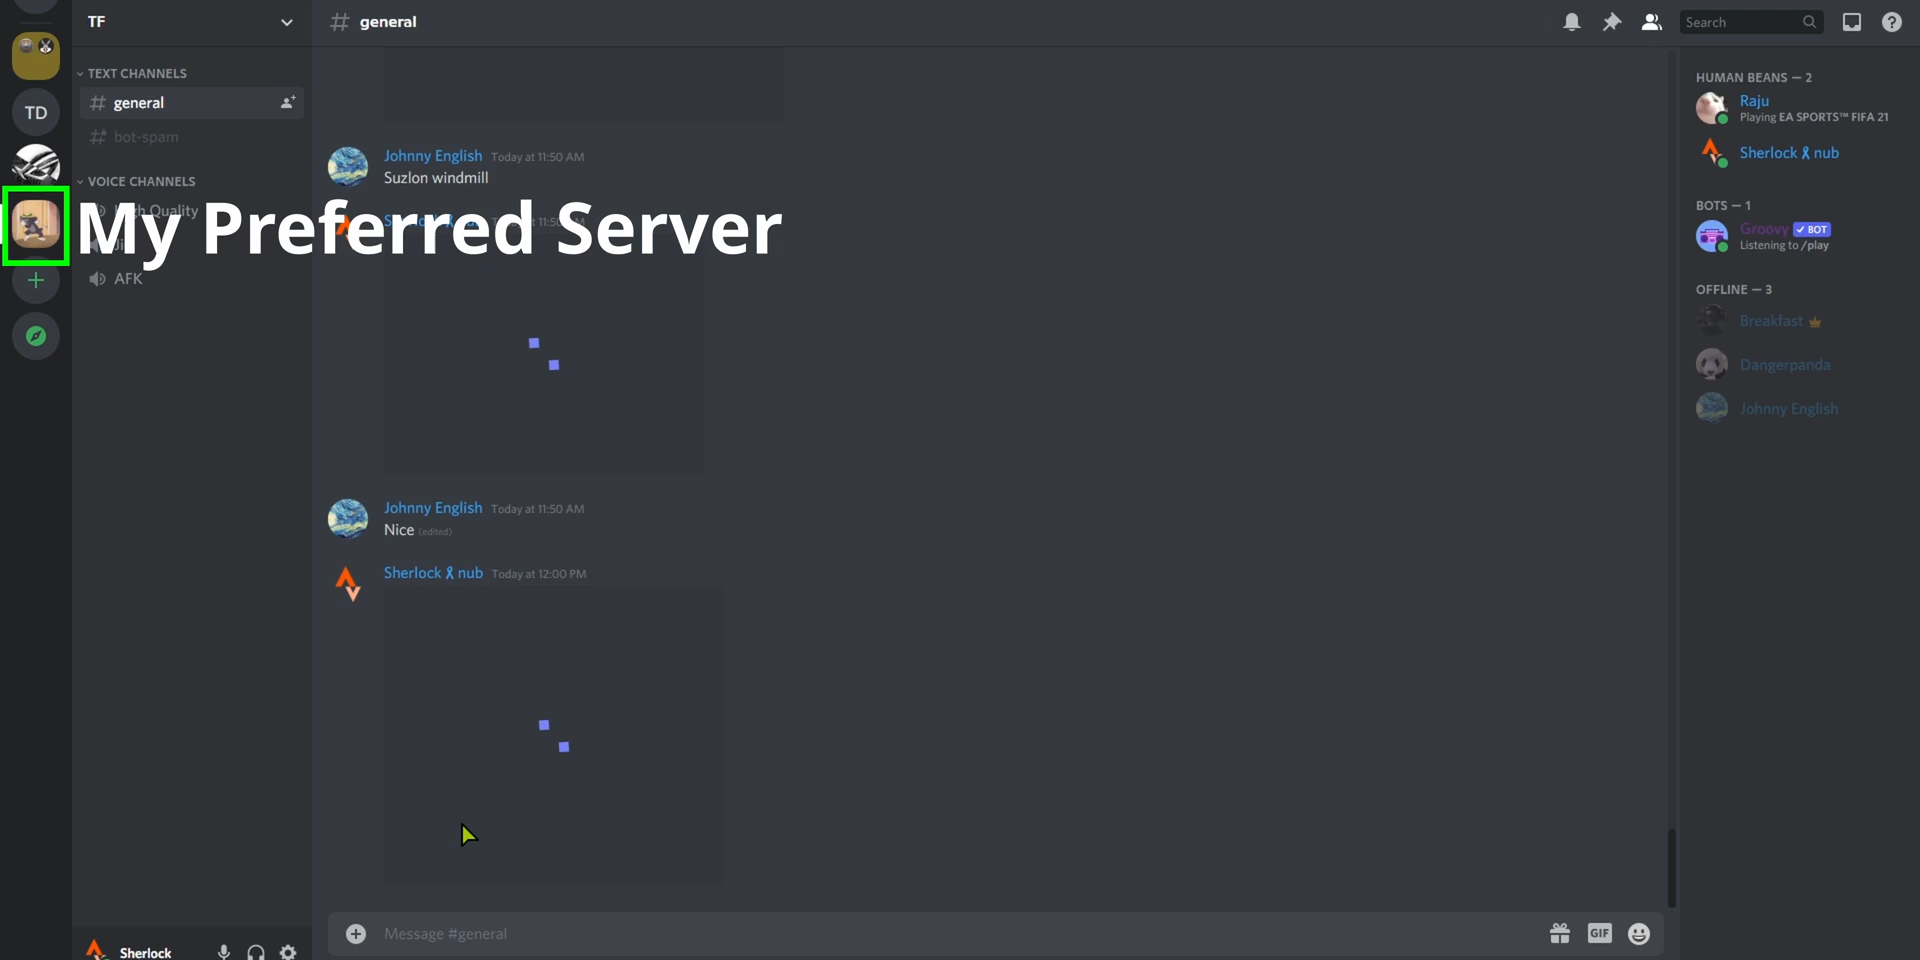 TF
general
Search
TEXT CHANNELS
general
bot-spam
VOICE CHANNELS
High Quality
AFK
TD
My Preferred Server
Johnny English Today at 11:50 AM
Suzlon windmill
Johnny English Today at 11:50 AM
Nice (edited)
Sherlock 🎗 nub Today at 12:00 PM
Message #general
GIF
Sherlock
HUMAN BEANS — 2
Raju
Playing EA SPORTS™ FIFA 21
Sherlock 🎗 nub
BOTS — 1
Groovy ✓ BOT
Listening to /play
OFFLINE — 3
Breakfast
Dangerpanda
Johnny English